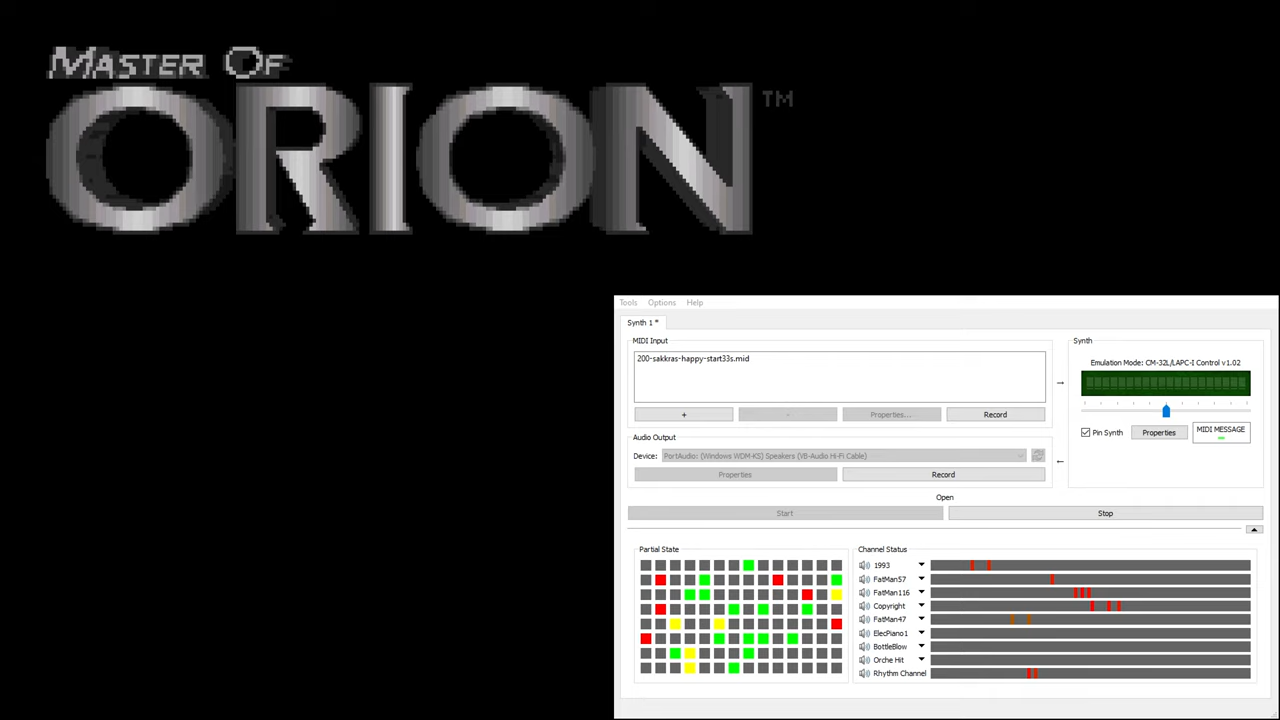 MASTER OF
ORION ™
Tools Options Help
Synth 1 *
MIDI Input
200-sakkras-happy-start33s.mid
+ - Properties... Record
Audio Output
Device: PortAudio: (Windows WDM-KS) Speakers (VB-Audio Hi-Fi Cable)
Properties Record
Synth
Emulation Mode: CM-32L/LAPC-I Control v1.02
Pin Synth Properties MIDI MESSAGE
Open
Start Stop
Partial State
Channel Status
1993
FatMan57
FatMan116
Copyright
FatMan47
ElecPiano1
BottleBlow
Orche Hit
Rhythm Channel